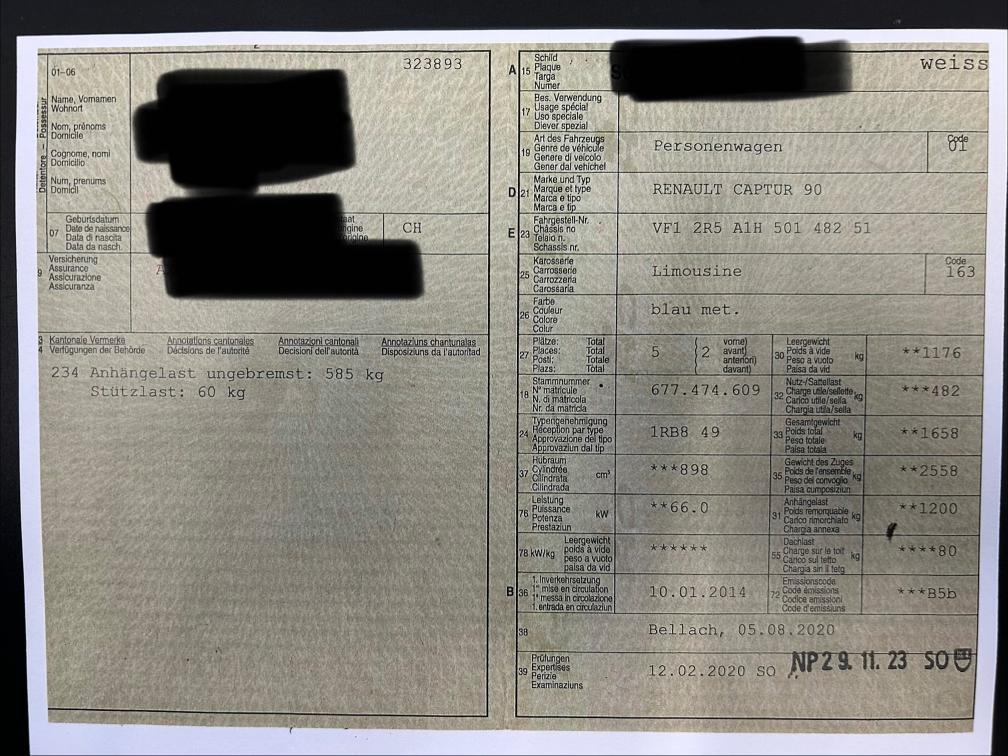 323893
01-06
Detentore – Possessur
Name, Vornamen
Wohnort
Nom, prénoms
Domicile
Cognome, nomi
Domicilio
Num, prenums
Domicil
07
Geburtsdatum
Date de naissance
Data di nascita
Data da nasch.
CH
9
Versicherung
Assurance
Assicurazione
Assicuranza
Kantonale Vermerke Annotations cantonales Annotazioni cantonali Annotaziuns chantunalas
Verfügungen der Behörde Décisions de l'autorité Decisioni dell'autorità Disposiziuns da l'autoritad
234 Anhängelast ungebremst: 585 kg
Stützlast: 60 kg
A 15
Schild
Plaque
Targa
Numer
weiss
17
Bes. Verwendung
Usage spécial
Uso speciale
Diever spezial
19
Art des Fahrzeugs
Genre de véhicule
Genere di veicolo
Gener dal vehichel
Personenwagen
Code
01
D 21
Marke und Typ
Marque et type
Marca e tipo
Marca e tip
RENAULT CAPTUR 90
E 23
Fahrgestell-Nr.
Châssis no
Telaio n.
Schassis nr.
VF1 2R5 A1H 501 482 51
25
Karosserie
Carrosserie
Carrozzeria
Carossaria
Limousine
Code
163
26
Farbe
Couleur
Colore
Colur
blau met.
27
Plätze: Total
Places: Total
Posti: Totale
Plazs: Total
5 2
vorne)
avant)
anteriori)
davant)
30
Leergewicht
Poids à vide
Peso a vuoto
Paisa da vid
kg
**1176
18
Stammnummer
N° matricule
N. di matricola
Nr. da matricla
677.474.609
32
Nutz-/Sattellast
Charge utile/sellette
Carico utile/sella
Chargia utila/sella
kg
***482
24
Typengenehmigung
Réception par type
Approvazione del tipo
Approvaziun dal tip
1RB8 49
33
Gesamtgewicht
Poids total
Peso totale
Paisa totala
kg
**1658
37
Hubraum
Cylindrée
Cilindrata
Cilindrada
cm³
***898
35
Gewicht des Zuges
Poids de l'ensemble
Peso del convoglio
Paisa cumposiziun
kg
**2558
76
Leistung
Puissance
Potenza
Prestaziun
kW
**66.0
31
Anhängelast
Poids remorquable
Carico rimorchiato
Chargia annexa
kg
**1200
78 kW/kg
Leergewicht
poids à vide
peso a vuoto
paisa da vid
******
55
Dachlast
Charge sur le toit
Carico sul tetto
Chargia sin il tetg
kg
****80
B 36
1. Inverkehrsetzung
1re mise en circulation
1a messa in circolazione
1. entrada en circulaziun
10.01.2014
72
Emissionscode
Code émissions
Codice emissioni
Code d'emissiuns
***B5b
38
Bellach, 05.08.2020
39
Prüfungen
Expertises
Perizie
Examinaziuns
12.02.2020 SO
NP 29. 11. 23 SO